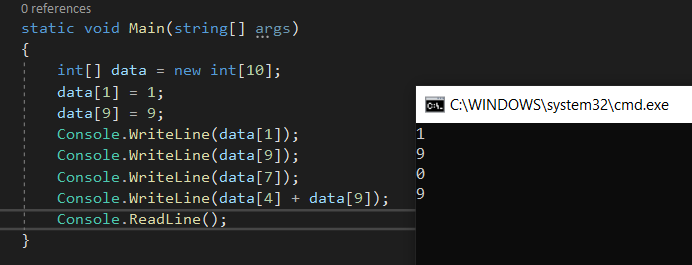 0 references
static void Main(string[] args)
{
int[] data = new int[10];
data[1] = 1;
data[9] = 9;
Console.WriteLine(data[1]);
Console.WriteLine(data[9]);
Console.WriteLine(data[7]);
Console.WriteLine(data[4] + data[9]);
Console.ReadLine();
}
C:\WINDOWS\system32\cmd.exe
1
9
0
9